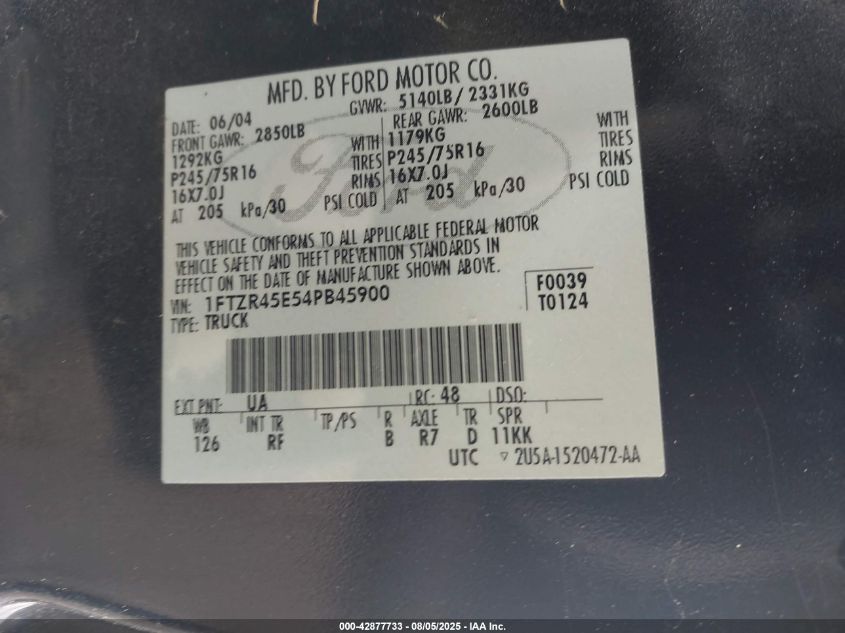 MFD. BY FORD MOTOR CO.
DATE: 06/04 GVWR: 5140LB/ 2331KG
FRONT GAWR: 2850LB REAR GAWR: 2600LB
1292KG WITH 1179KG WITH
P245/75R16 TIRES P245/75R16 TIRES
16X7.0J RIMS 16X7.0J RIMS
AT 205 kPa/30 PSI COLD AT 205 kPa/30 PSI COLD
Ford
THIS VEHICLE CONFORMS TO ALL APPLICABLE FEDERAL MOTOR
VEHICLE SAFETY AND THEFT PREVENTION STANDARDS IN
EFFECT ON THE DATE OF MANUFACTURE SHOWN ABOVE.
VIN: 1FTZR45E54PB45900 F0039
TYPE: TRUCK T0124
EXT PNT: UA RC: 48 DSO:
WB INT TR TP/PS R AXLE TR SPR
126 RF B R7 D 11KK
UTC ▽ 2U5A-1520472-AA
000-42877733 - 08/05/2025 - IAA Inc.